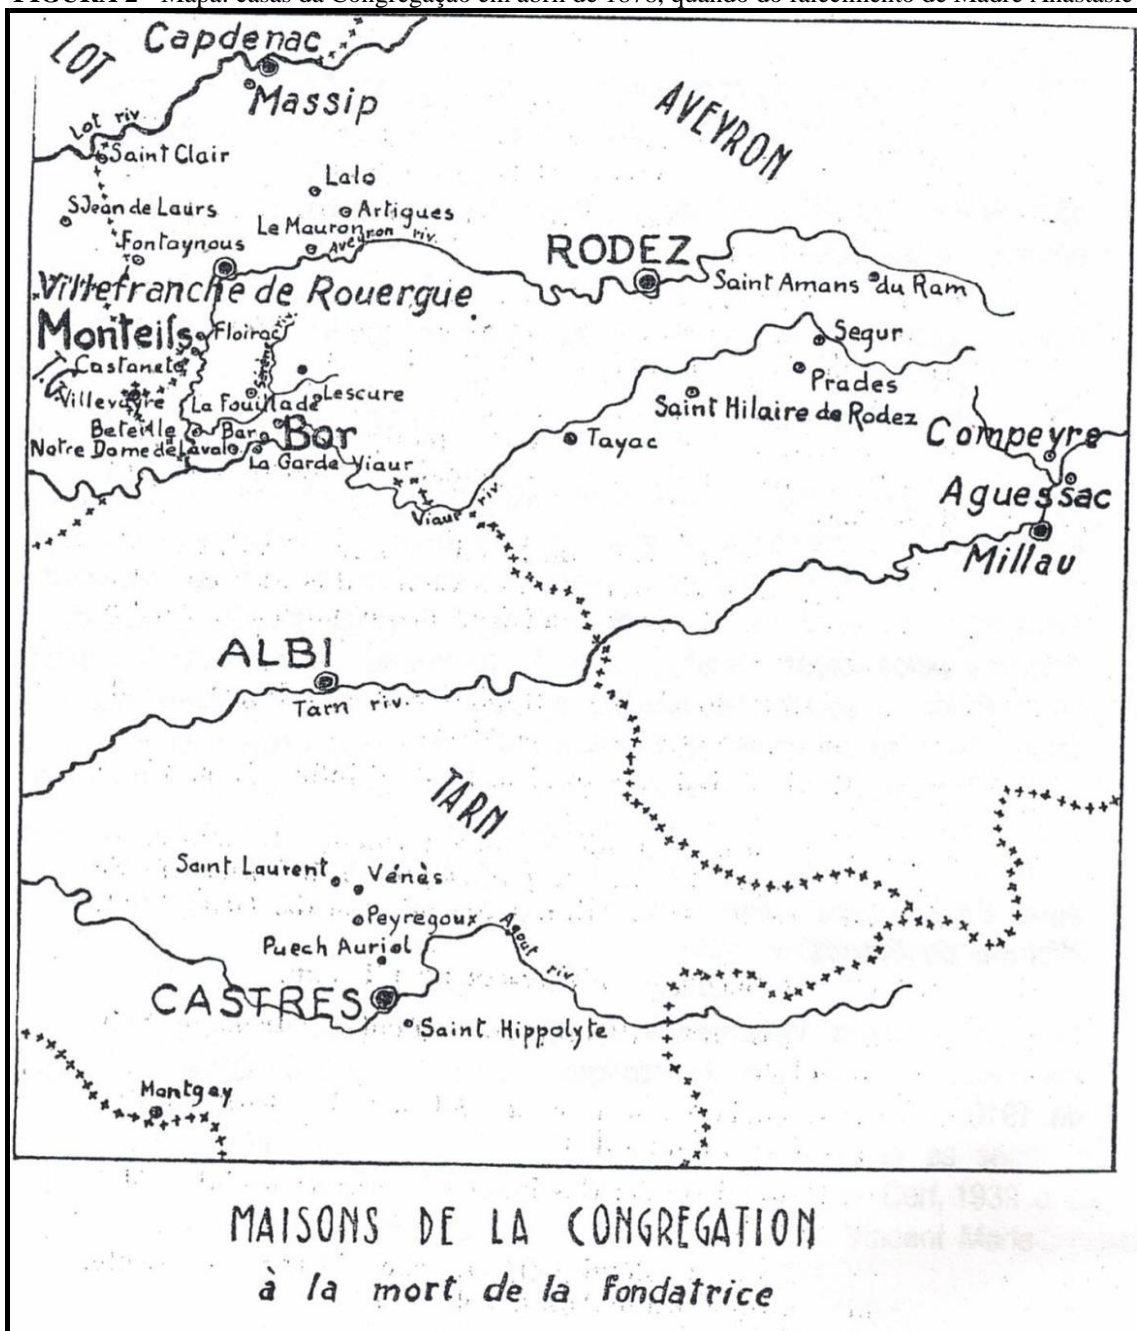 FIGURA 2 - Mapa: casas da Congregação em abril de 1878, quando do falecimento de Madre Anastasie
LOT
Capdenac
Massip
AVEYRON
Lot riv
Saint Clair
Lalo
SJean de Laurs
Artigues
Le Mauron
Aveyron riv.
Fontaynous
RODEZ
Saint Amans du Ram
Villefranche de Rouergue
Monteils
Floirac
Segur
Castanet
Prades
Villevayre
La Fouillade
Lescure
Saint Hilaire de Rodez
Beteille
Bar
Bor
Tayac
Compeyre
Notre Dame de Laval
La Garde Viaur
Aguessac
Viaur riv.
Millau
ALBI
Tarn riv.
TARN
Saint Laurent
Vénès
Peyregoux
Agout riv.
Puech Auriol
CASTRES
Saint Hippolyte
Montgey
MAISONS DE LA CONGREGATION
à la mort de la Fondatrice